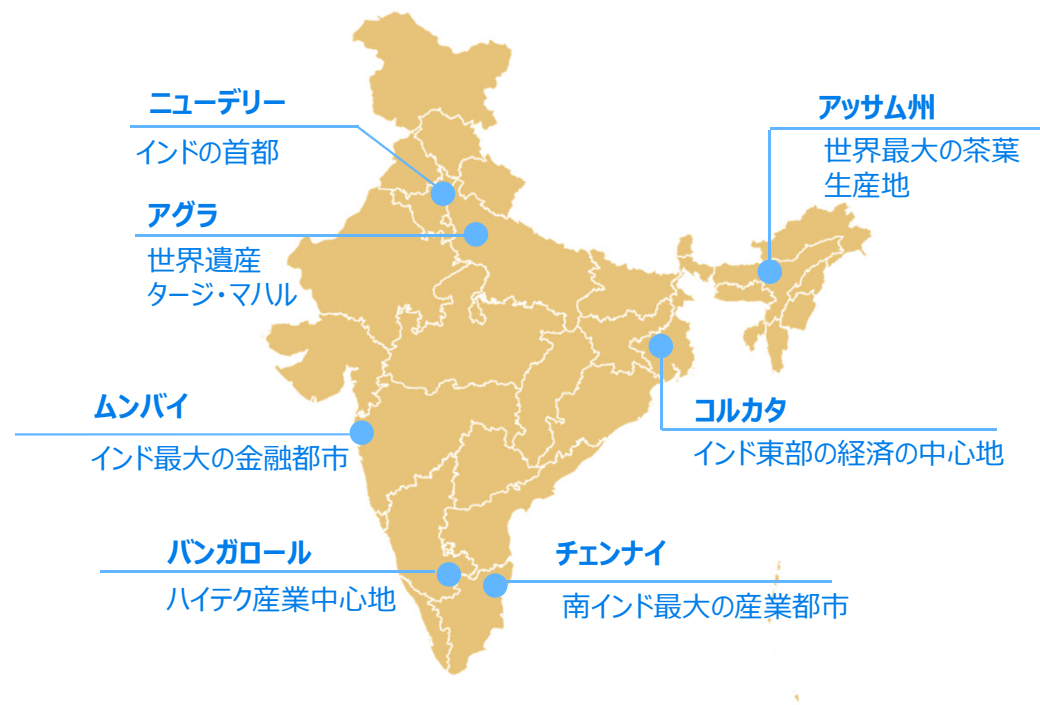 ニューデリー
インドの首都
アグラ
世界遺産
タージ・マハル
ムンバイ
インド最大の金融都市
バンガロール
ハイテク産業中心地
アッサム州
世界最大の茶葉
生産地
コルカタ
インド東部の経済の中心地
チェンナイ
南インド最大の産業都市